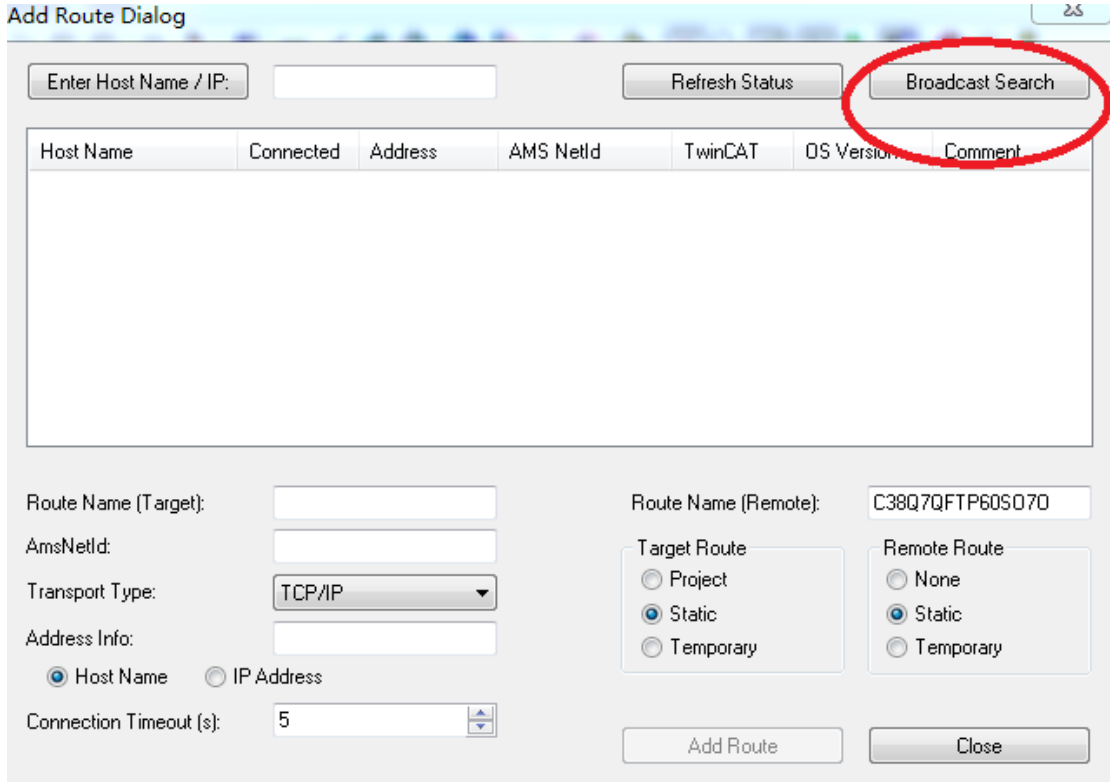 Add Route Dialog
Enter Host Name / IP: Refresh Status Broadcast Search
Host Name Connected Address AMS NetId TwinCAT OS Version Comment
Route Name (Target): Route Name (Remote): C38Q7QFTP60SO7O
AmsNetId: Target Route Remote Route
Project None
Transport Type: TCP/IP
Static Static
Address Info:
Temporary Temporary
Host Name IP Address
Connection Timeout (s): 5
Add Route Close